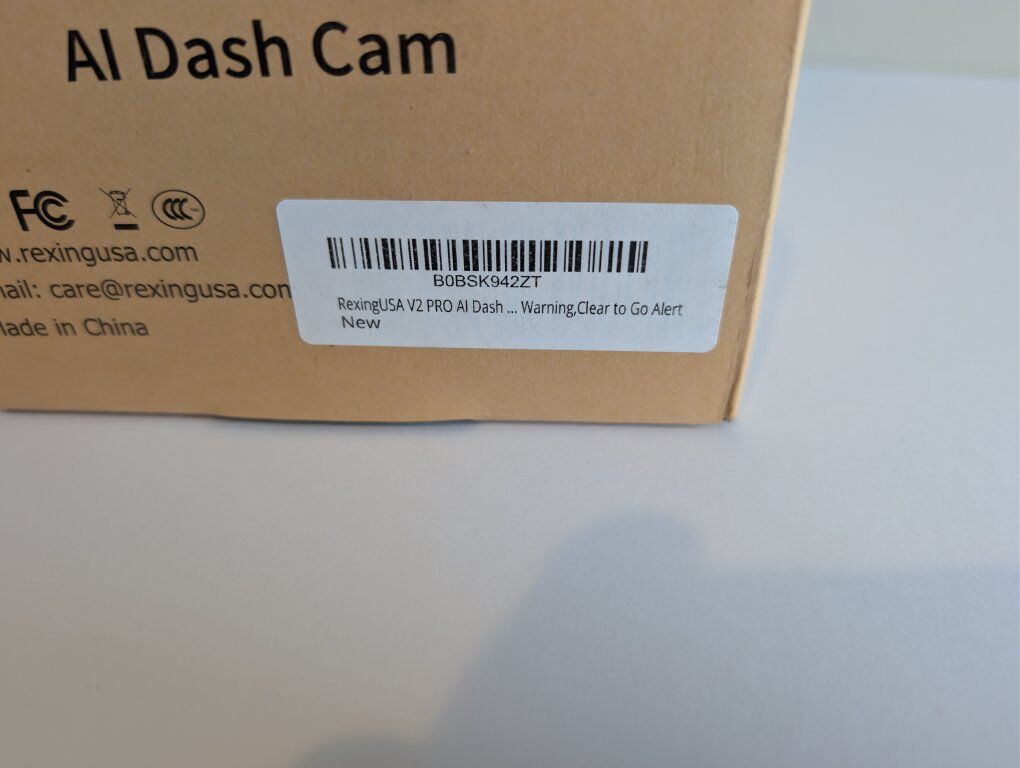 AI Dash Cam
FC
CCC
w.rexingusa.com
ail: care@rexingusa.con
ade in China
B0BSK942ZT
RexingUSA V2 PRO AI Dash ... Warning,Clear to Go Alert
New